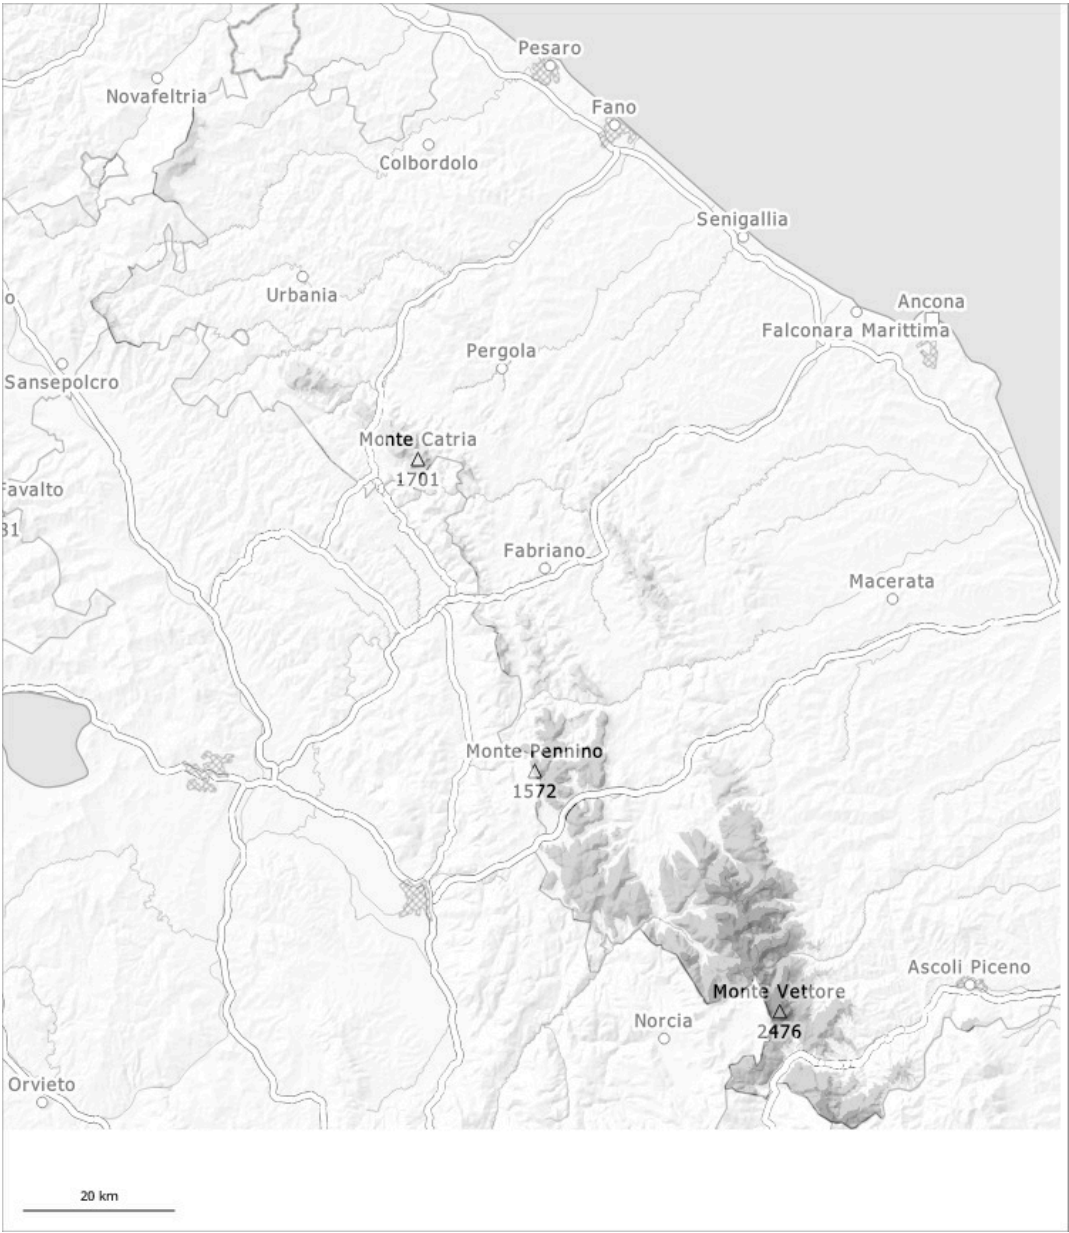 Pesaro
Novafeltria
Fano
Colbordolo
Senigallia
Urbania
o
Ancona
Falconara Marittima
Pergola
Sansepolcro
Monte Catria
1701
Favalto
31
Fabriano
Macerata
Monte Pennino
1572
Ascoli Piceno
Monte Vettore
2476
Norcia
Orvieto
20 km